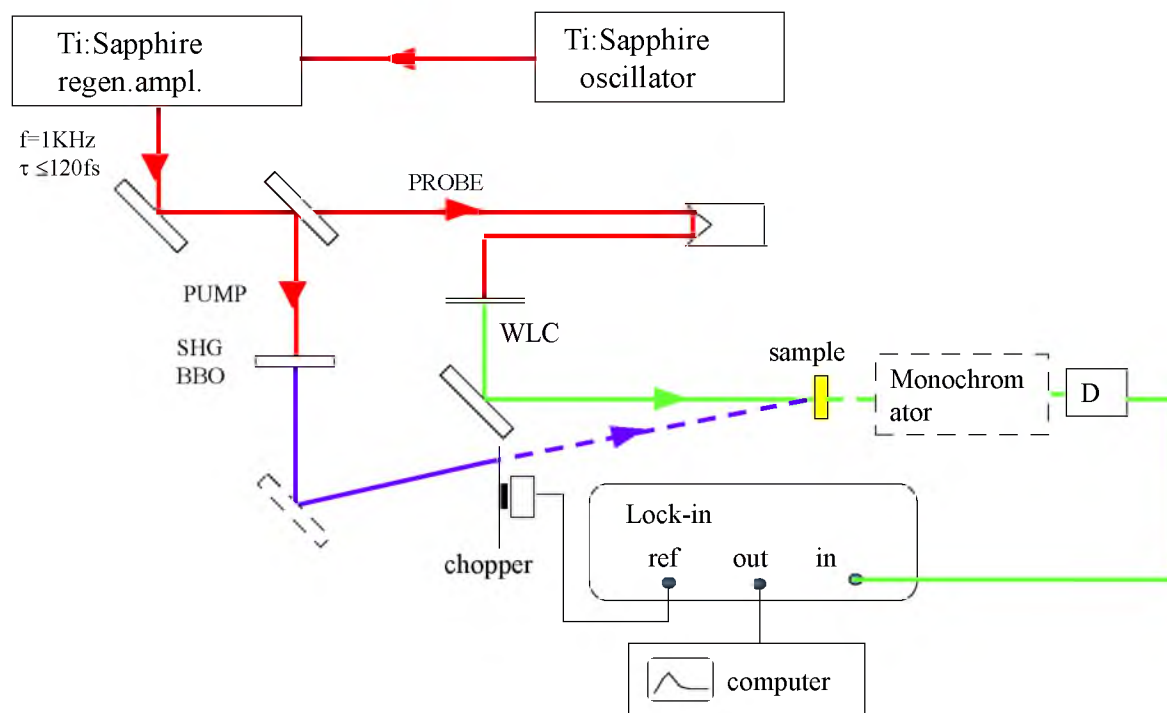 Ti:Sapphire
regen.ampl.
Ti:Sapphire
oscillator
f=1KHz
τ ≤120fs
PROBE
PUMP
SHG
BBO
WLC
sample
Monochrom
ator
D
Lock-in
ref
out
in
chopper
computer